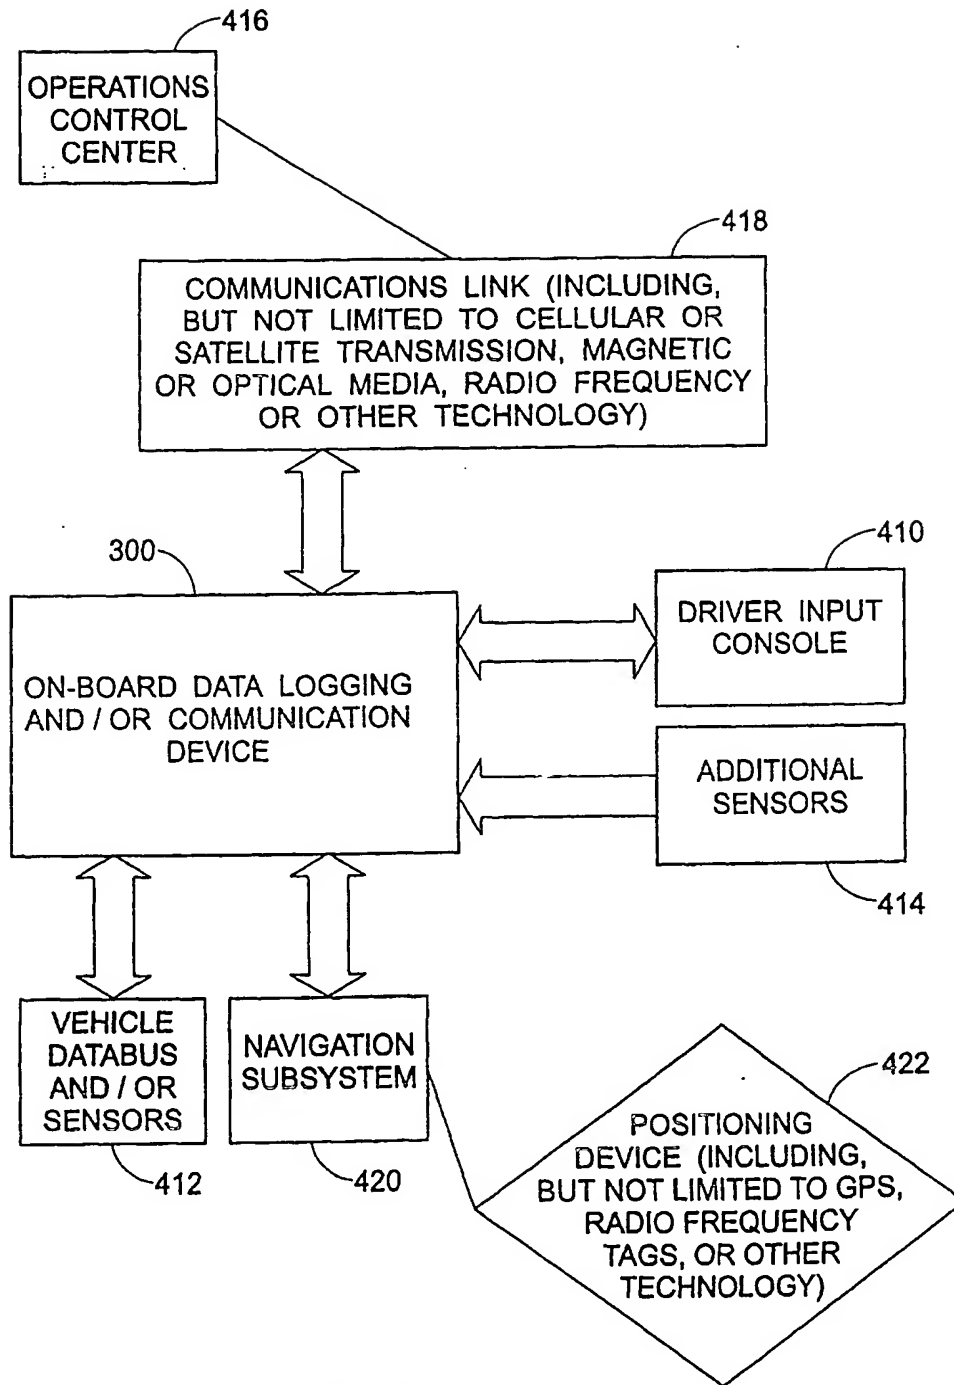 416
OPERATIONS
CONTROL
CENTER
418
COMMUNICATIONS LINK (INCLUDING,
BUT NOT LIMITED TO CELLULAR OR
SATELLITE TRANSMISSION, MAGNETIC
OR OPTICAL MEDIA, RADIO FREQUENCY
OR OTHER TECHNOLOGY)
300
410
DRIVER INPUT
CONSOLE
ON-BOARD DATA LOGGING
AND / OR COMMUNICATION
DEVICE
ADDITIONAL
SENSORS
414
VEHICLE
DATABUS
AND / OR
SENSORS
412
NAVIGATION
SUBSYSTEM
420
422
POSITIONING
DEVICE (INCLUDING,
BUT NOT LIMITED TO GPS,
RADIO FREQUENCY
TAGS, OR OTHER
TECHNOLOGY)